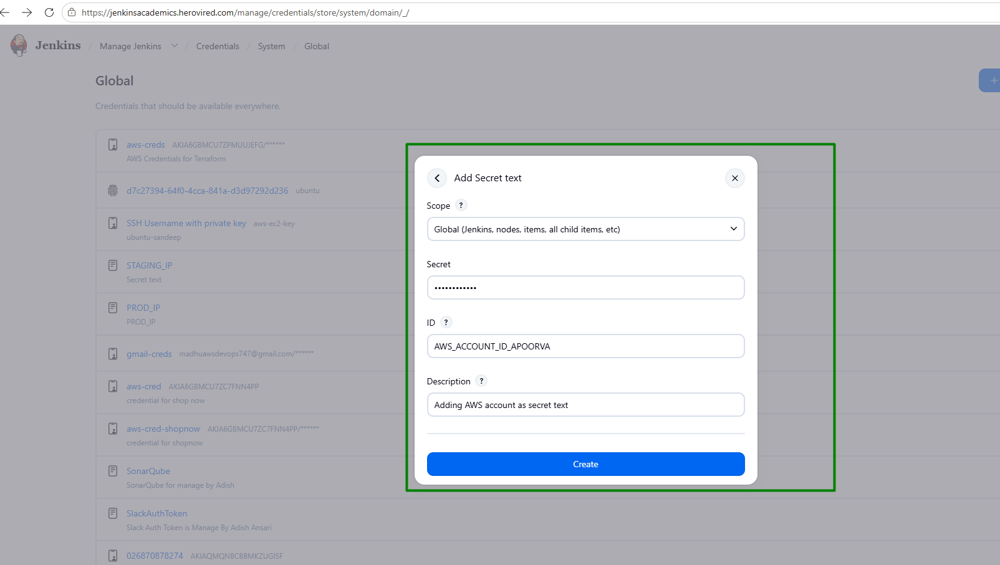 https://jenkinsacademics.herovired.com/manage/credentials/store/system/domain/_/
Jenkins / Manage Jenkins / Credentials / System / Global
Global
+
Credentials that should be available everywhere.
aws-creds AKIA6GBMCU7ZPMUUJEFG/******
AWS Credentials for Terraform
d7c27394-64f0-4cca-841a-d3d97292d236 ubuntu
SSH Username with private key aws-ec2-key
ubuntu-sandeep
STAGING_IP
Secret text
PROD_IP
PROD_IP
gmail-creds madhuawsdevops747@gmail.com/******
aws-cred AKIA6GBMCU7ZC7FNN4PP
credential for shop now
aws-cred-shopnow AKIA6GBMCU7ZC7FNN4PP/******
credential for shopnow
SonarQube
SonarQube for manage by Adish
SlackAuthToken
Slack Auth Token is Manage By Adish Ansari
026870878274 AKIAQMQNBCBBMKZUGISF
Add Secret text
Scope ?
Global (Jenkins, nodes, items, all child items, etc)
Secret
••••••••••••
ID ?
AWS_ACCOUNT_ID_APOORVA
Description ?
Adding AWS account as secret text
Create